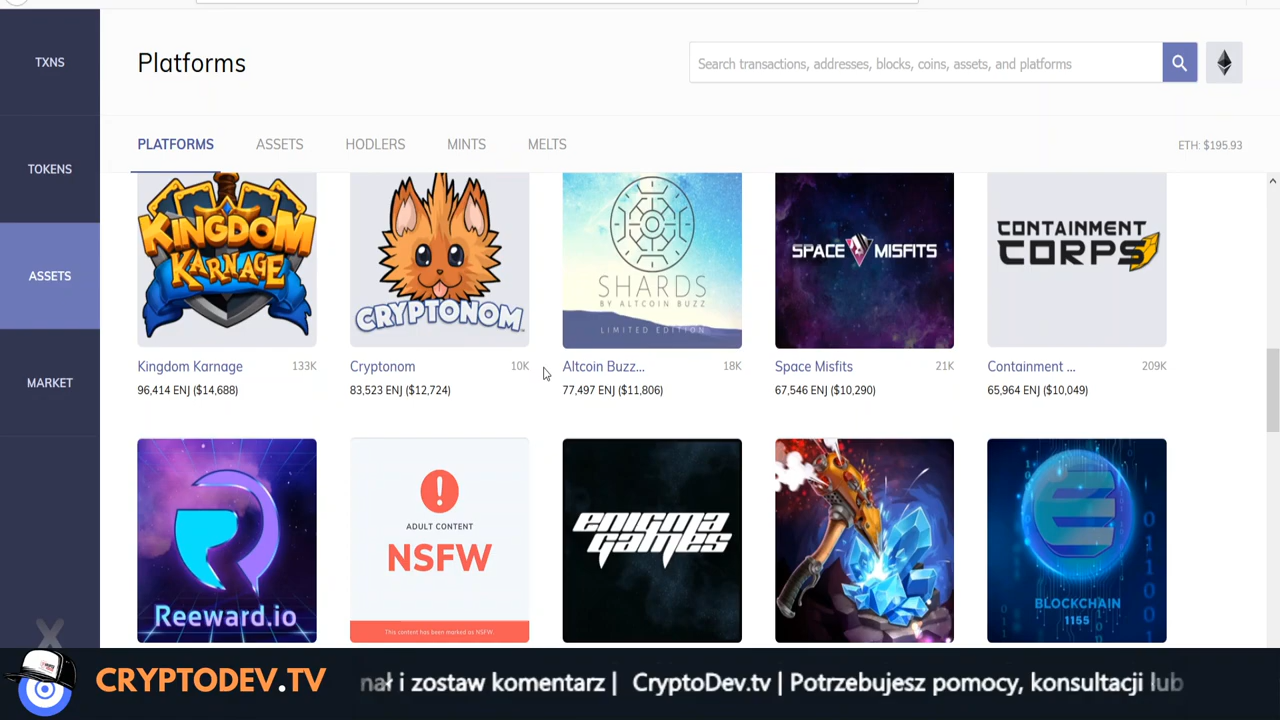 TXNS
TOKENS
ASSETS
MARKET
X
Platforms
Search transactions, addresses, blocks, coins, assets, and platforms
PLATFORMS ASSETS HODLERS MINTS MELTS
ETH: $195.93
KINGDOM
KARNAGE
CRYPTONOM
SHARDS
BY ALTCOIN BUZZ
LIMITED EDITION
SPACE MISFITS
CONTAINMENT
CORPS
Kingdom Karnage 133K
96,414 ENJ ($14,688)
Cryptonom 10K
83,523 ENJ ($12,724)
Altcoin Buzz... 18K
77,497 ENJ ($11,806)
Space Misfits 21K
67,546 ENJ ($10,290)
Containment ... 209K
65,964 ENJ ($10,049)
Reeward.io
ADULT CONTENT
NSFW
This content has been marked as NSFW
enigma
games
BLOCKCHAIN
1155
CRYPTODEV.TV
nał i zostaw komentarz | CryptoDev.tv | Potrzebujesz pomocy, konsultacji lub